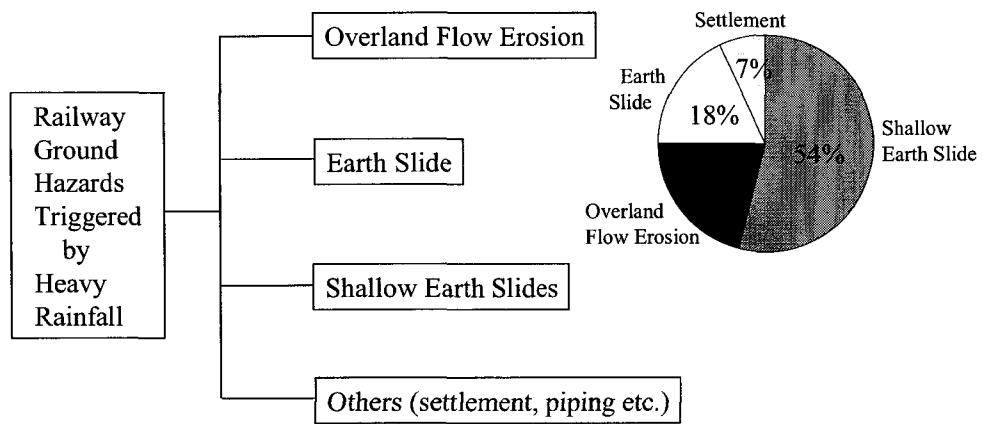 Railway
Ground
Hazards
Triggered
by
Heavy
Rainfall
Overland Flow Erosion
Earth Slide
Shallow Earth Slides
Others (settlement, piping etc.)
Settlement
7%
Earth
Slide
18%
Shallow
Earth Slide
54%
Overland
Flow Erosion